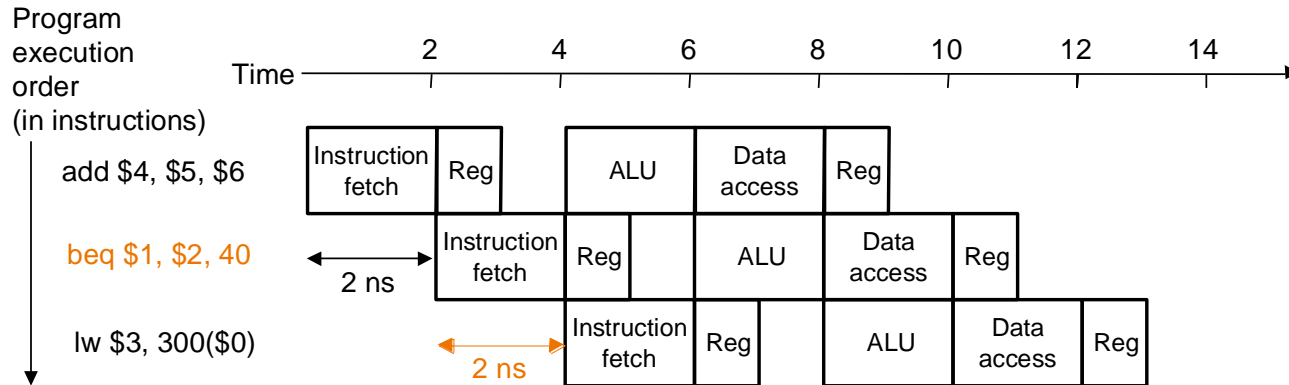 Program
execution
order
(in instructions)
Time
2 4 6 8 10 12 14
add $4, $5, $6
Instruction
fetch
Reg
ALU
Data
access
Reg
beq $1, $2, 40
2 ns
Instruction
fetch
Reg
ALU
Data
access
Reg
lw $3, 300($0)
2 ns
Instruction
fetch
Reg
ALU
Data
access
Reg